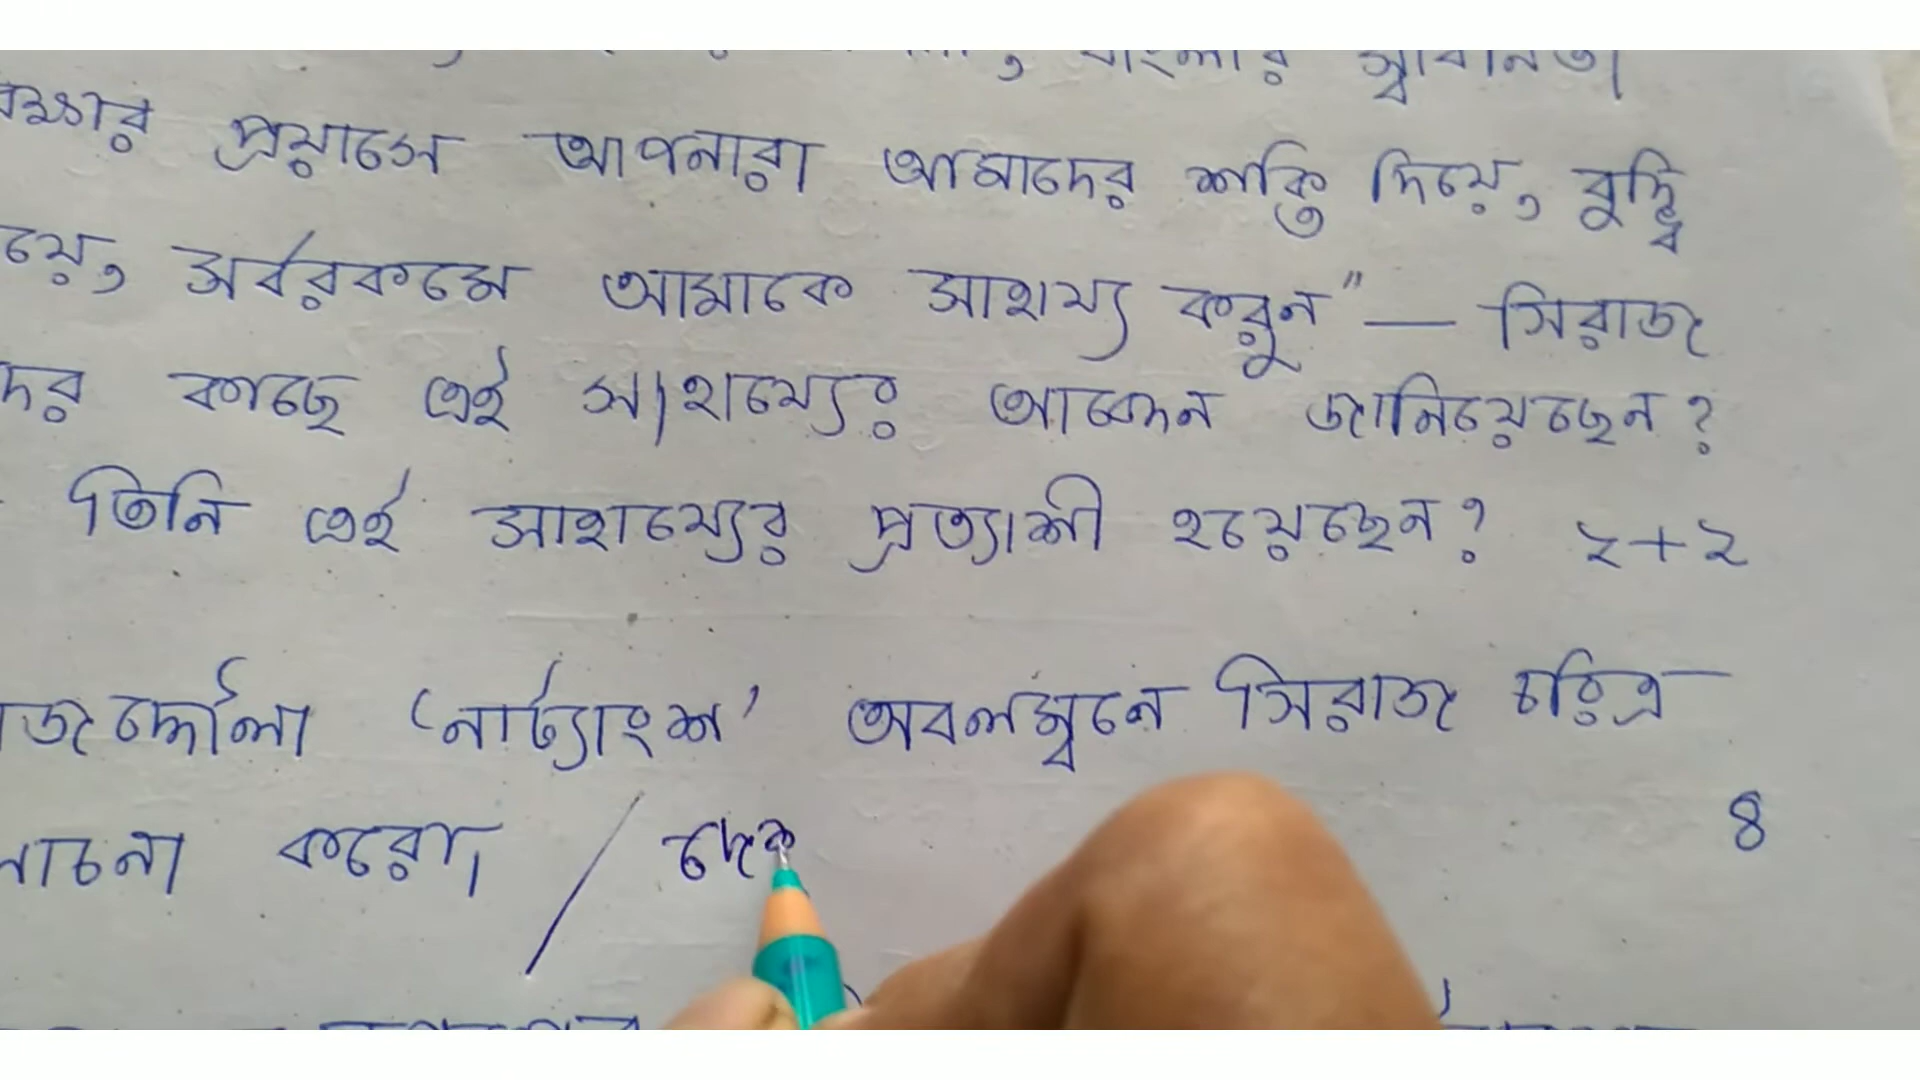 বাংলার স্বাধীনতা
রক্ষার প্রয়াসে আপনারা আমাদের শক্তি দিয়ে, বুদ্ধি
য়ে, সর্বরকমে আমাকে সাহায্য করুন" — সিরাজ
দের কাছে এই সাহায্যের আবেদন জানিয়েছেন?
তিনি এই সাহায্যের প্রত্যাশী হয়েছেন? ২+২
জদ্দৌলা 'নাট্যাংশ' অবলম্বনে সিরাজ চরিত্র
লোচনা করো। / দেশ ৪